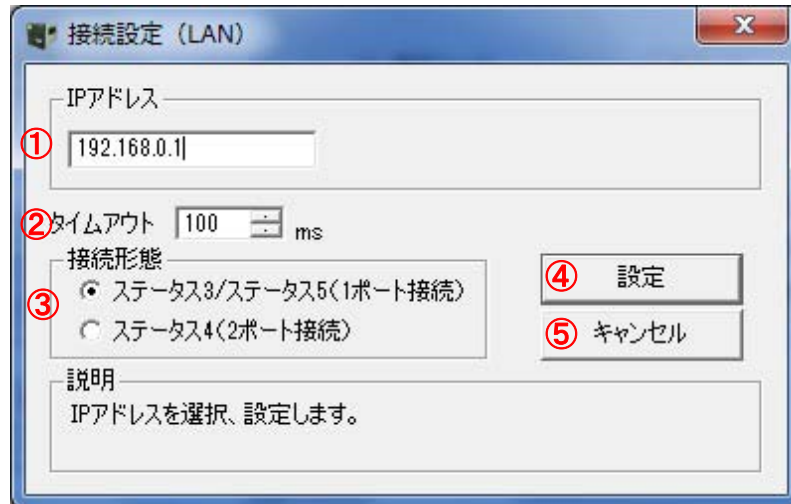 接続設定（LAN）
IPアドレス
① 192.168.0.1
② タイムアウト 100 ms
接続形態
③
ステータス3/ステータス5(1ポート接続)
ステータス4(2ポート接続)
④ 設定
⑤ キャンセル
説明
IPアドレスを選択、設定します。